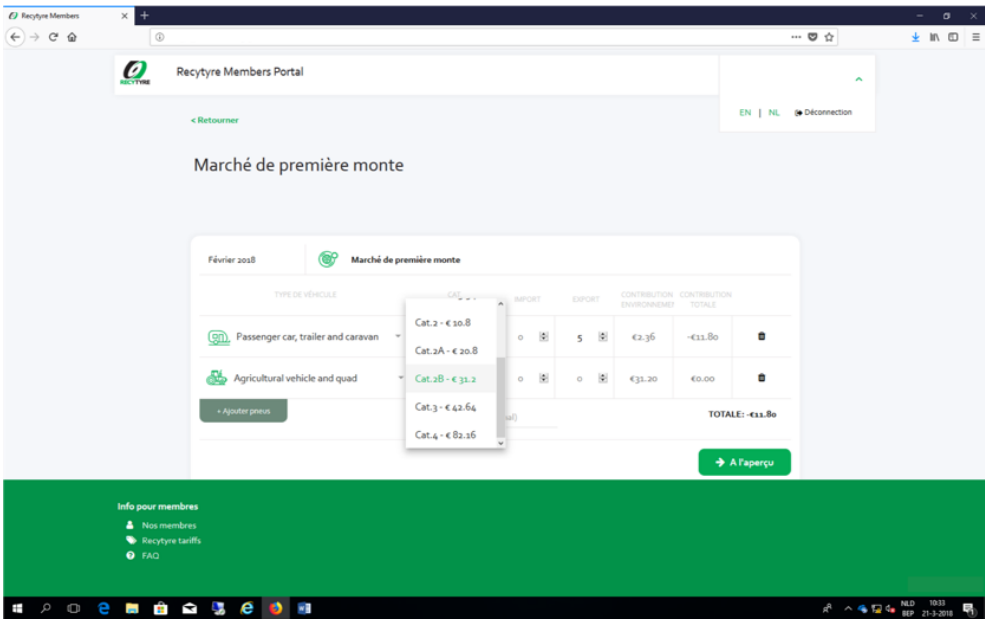 Recytyre Members
RECYTYRE
Recytyre Members Portal
EN | NL Déconnection
< Retourner
Marché de première monte
Février 2018 Marché de première monte
TYPE DE VÉHICULE CAT. IMPORT EXPORT CONTRIBUTION ENVIRONNEMEN CONTRIBUTION TOTALE
Passenger car, trailer and caravan 0 5 €2.36 -€11.80
Agricultural vehicle and quad 0 0 €31.20 €0.00
Cat.2 - € 10.8
Cat.2A - € 20.8
Cat.2B - € 31.2
Cat.3 - € 42.64
Cat.4 - € 82.16
+ Ajouter pneus nal) TOTALE: -€11.80
A l'aperçu
Info pour membres
Nos membres
Recytyre tariffs
FAQ
NLD 10:33
BEP 21-3-2018